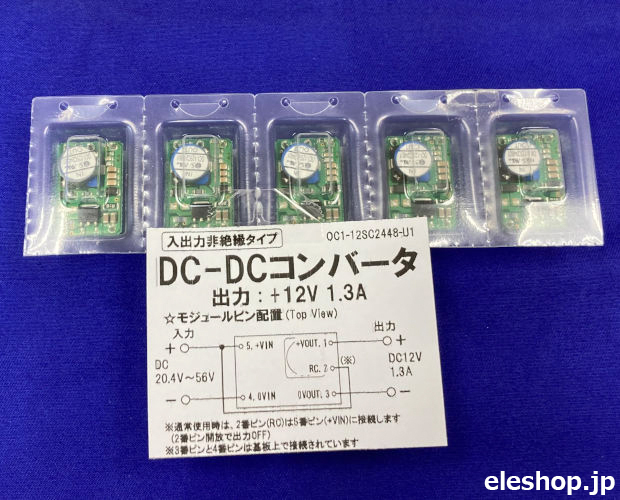 入出力非絶縁タイプ
OC1-12SC2448-U1
DC-DCコンバータ
出力：+12V 1.3A
☆モジュールピン配置(Top View)
入力
出力
+
5.+VIN
+VOUT.1
+
(※)
DC
20.4V～56V
RC.2
DC12V
1.3A
-
4.0VIN
0VOUT.3
-
※通常使用時は、2番ピン(RC)は5番ピン(+VIN)に接続します
(2番ピン開放で出力OFF)
※3番ピンと4番ピンは基板上で接続されています
eleshop.jp